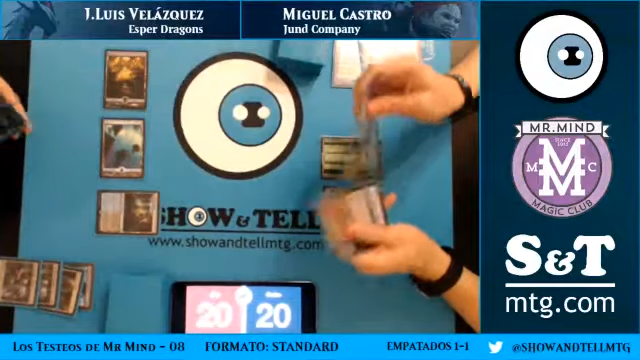 J.Luis Velázquez
Esper Dragons
Miguel Castro
Jund Company
SHOW & TELL
www.showandtellmtg.com
20 20
MR.MIND
SINCE
M M C
MAGIC CLUB
S&T
mtg.com
Los Testeos de Mr Mind - 08
FORMATO: STANDARD
EMPATADOS 1-1
@SHOWANDTELLMTG